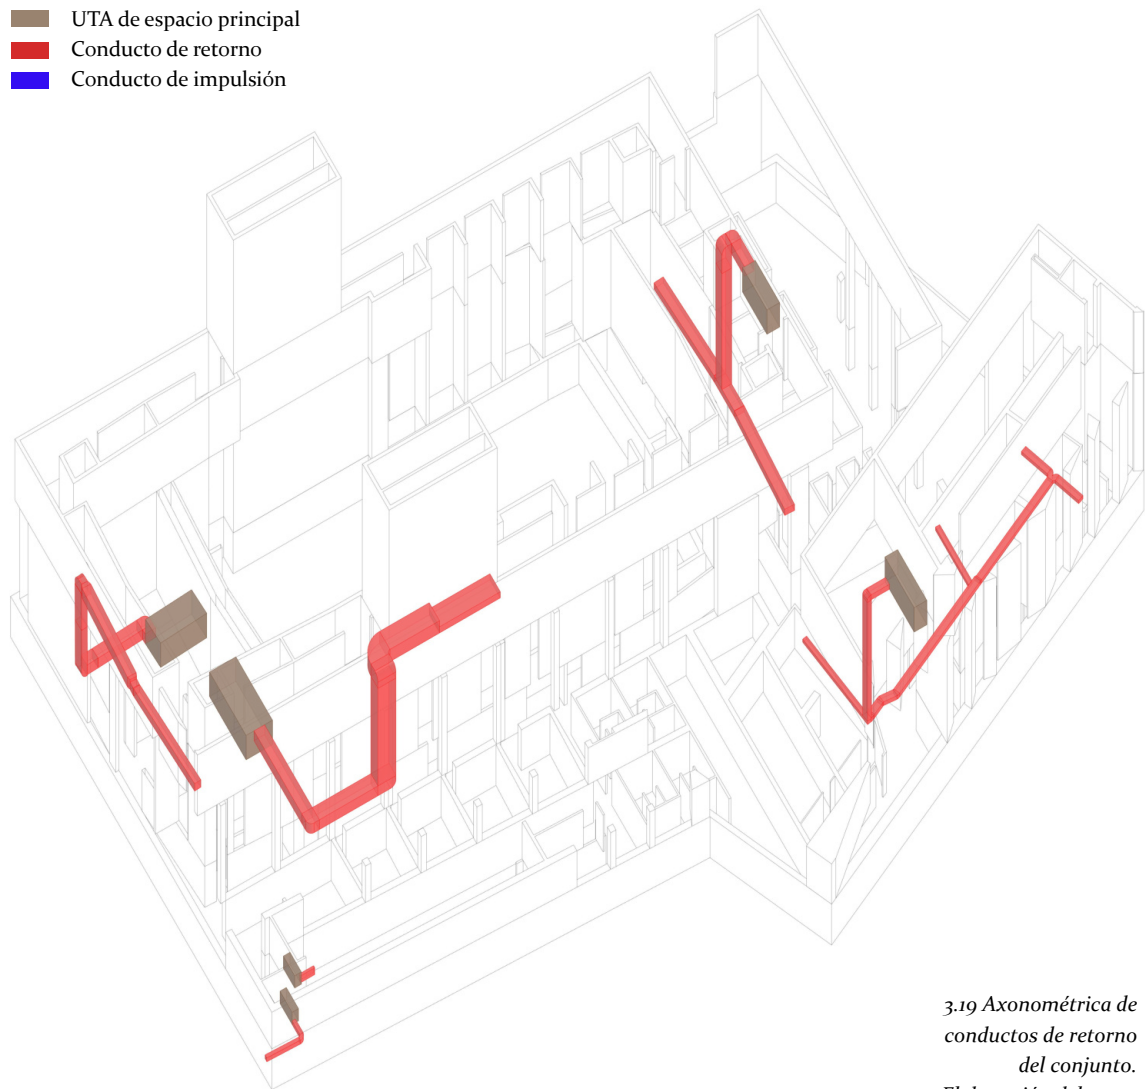 UTA de espacio principal
Conducto de retorno
Conducto de impulsión
3.19 Axonométrica de
conductos de retorno
del conjunto.